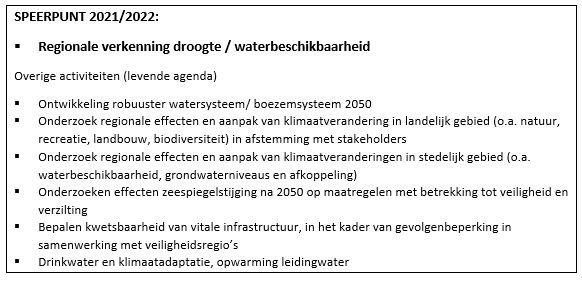 SPEERPUNT 2021/2022:
▪ Regionale verkenning droogte / waterbeschikbaarheid
Overige activiteiten (levende agenda)
▪ Ontwikkeling robuuster watersysteem/ boezemsysteem 2050
▪ Onderzoek regionale effecten en aanpak van klimaatverandering in landelijk gebied (o.a. natuur,
recreatie, landbouw, biodiversiteit) in afstemming met stakeholders
▪ Onderzoek regionale effecten en aanpak van klimaatveranderingen in stedelijk gebied (o.a.
waterbeschikbaarheid, grondwaterniveaus en afkoppeling)
▪ Onderzoeken effecten zeespiegelstijging na 2050 op maatregelen met betrekking tot veiligheid en
verzilting
▪ Bepalen kwetsbaarheid van vitale infrastructuur, in het kader van gevolgenbeperking in
samenwerking met veiligheidsregio’s
▪ Drinkwater en klimaatadaptatie, opwarming leidingwater